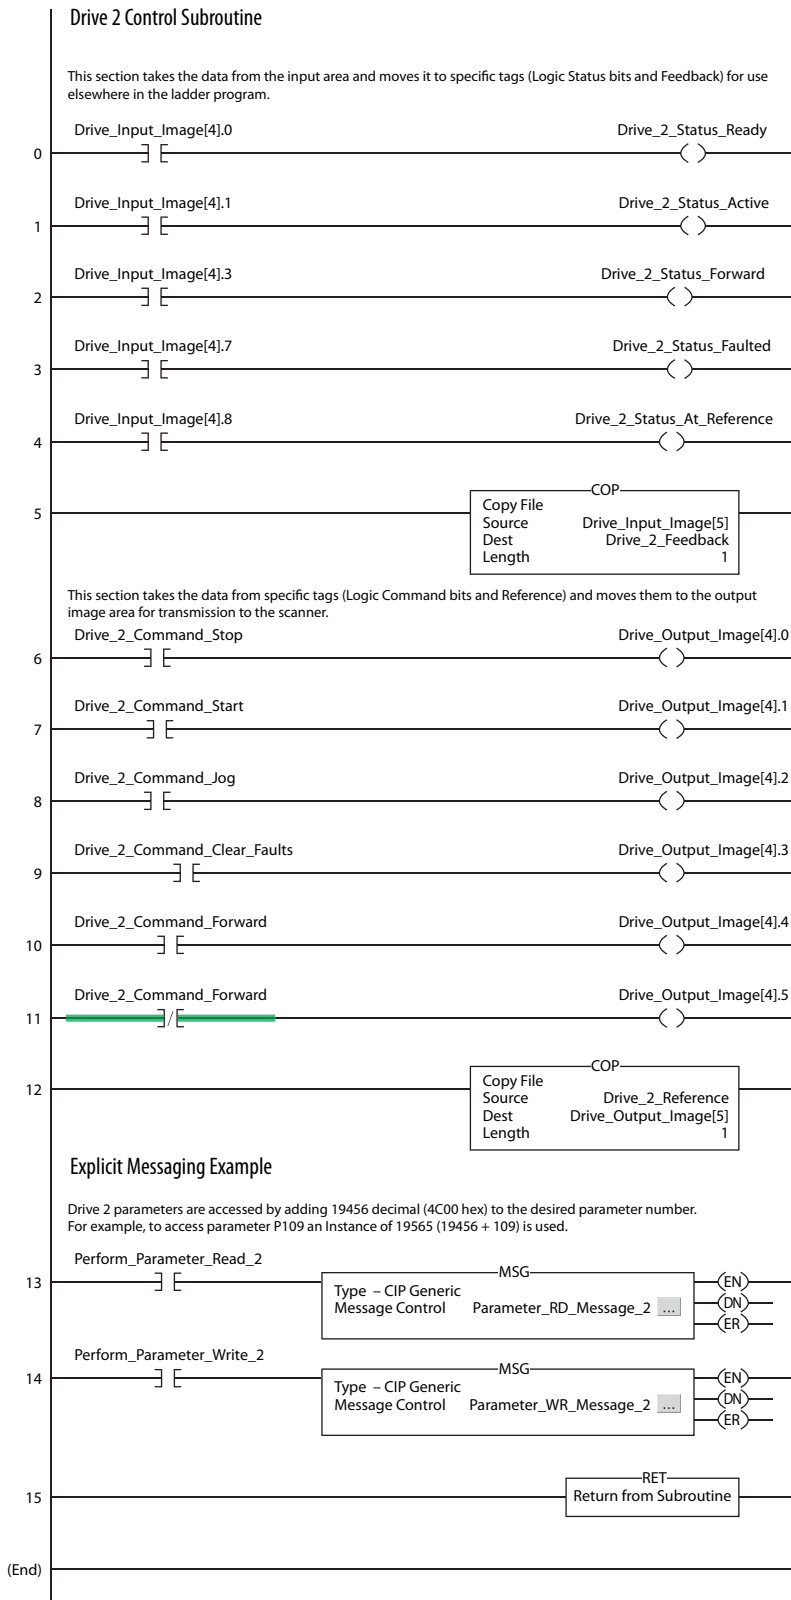 Drive 2 Control Subroutine
This section takes the data from the input area and moves it to specific tags (Logic Status bits and Feedback) for use
elsewhere in the ladder program.
Drive_Input_Image[4].0 Drive_2_Status_Ready
0
Drive_Input_Image[4].1 Drive_2_Status_Active
1
Drive_Input_Image[4].3 Drive_2_Status_Forward
2
Drive_Input_Image[4].7 Drive_2_Status_Faulted
3
Drive_Input_Image[4].8 Drive_2_Status_At_Reference
4
COP
Copy File
5
Source Drive_Input_Image[5]
Dest Drive_2_Feedback
Length 1
This section takes the data from specific tags (Logic Command bits and Reference) and moves them to the output
image area for transmission to the scanner.
Drive_2_Command_Stop Drive_Output_Image[4].0
6
Drive_2_Command_Start Drive_Output_Image[4].1
7
Drive_2_Command_Jog Drive_Output_Image[4].2
8
Drive_2_Command_Clear_Faults Drive_Output_Image[4].3
9
Drive_2_Command_Forward Drive_Output_Image[4].4
10
Drive_2_Command_Forward Drive_Output_Image[4].5
11
COP
Copy File
12
Source Drive_2_Reference
Dest Drive_Output_Image[5]
Length 1
Explicit Messaging Example
Drive 2 parameters are accessed by adding 19456 decimal (4C00 hex) to the desired parameter number.
For example, to access parameter P109 an Instance of 19565 (19456 + 109) is used.
Perform_Parameter_Read_2
13
MSG
Type – CIP Generic
Message Control Parameter_RD_Message_2 ...
EN
DN
ER
Perform_Parameter_Write_2
14
MSG
Type – CIP Generic
Message Control Parameter_WR_Message_2 ...
EN
DN
ER
RET
15
Return from Subroutine
(End)